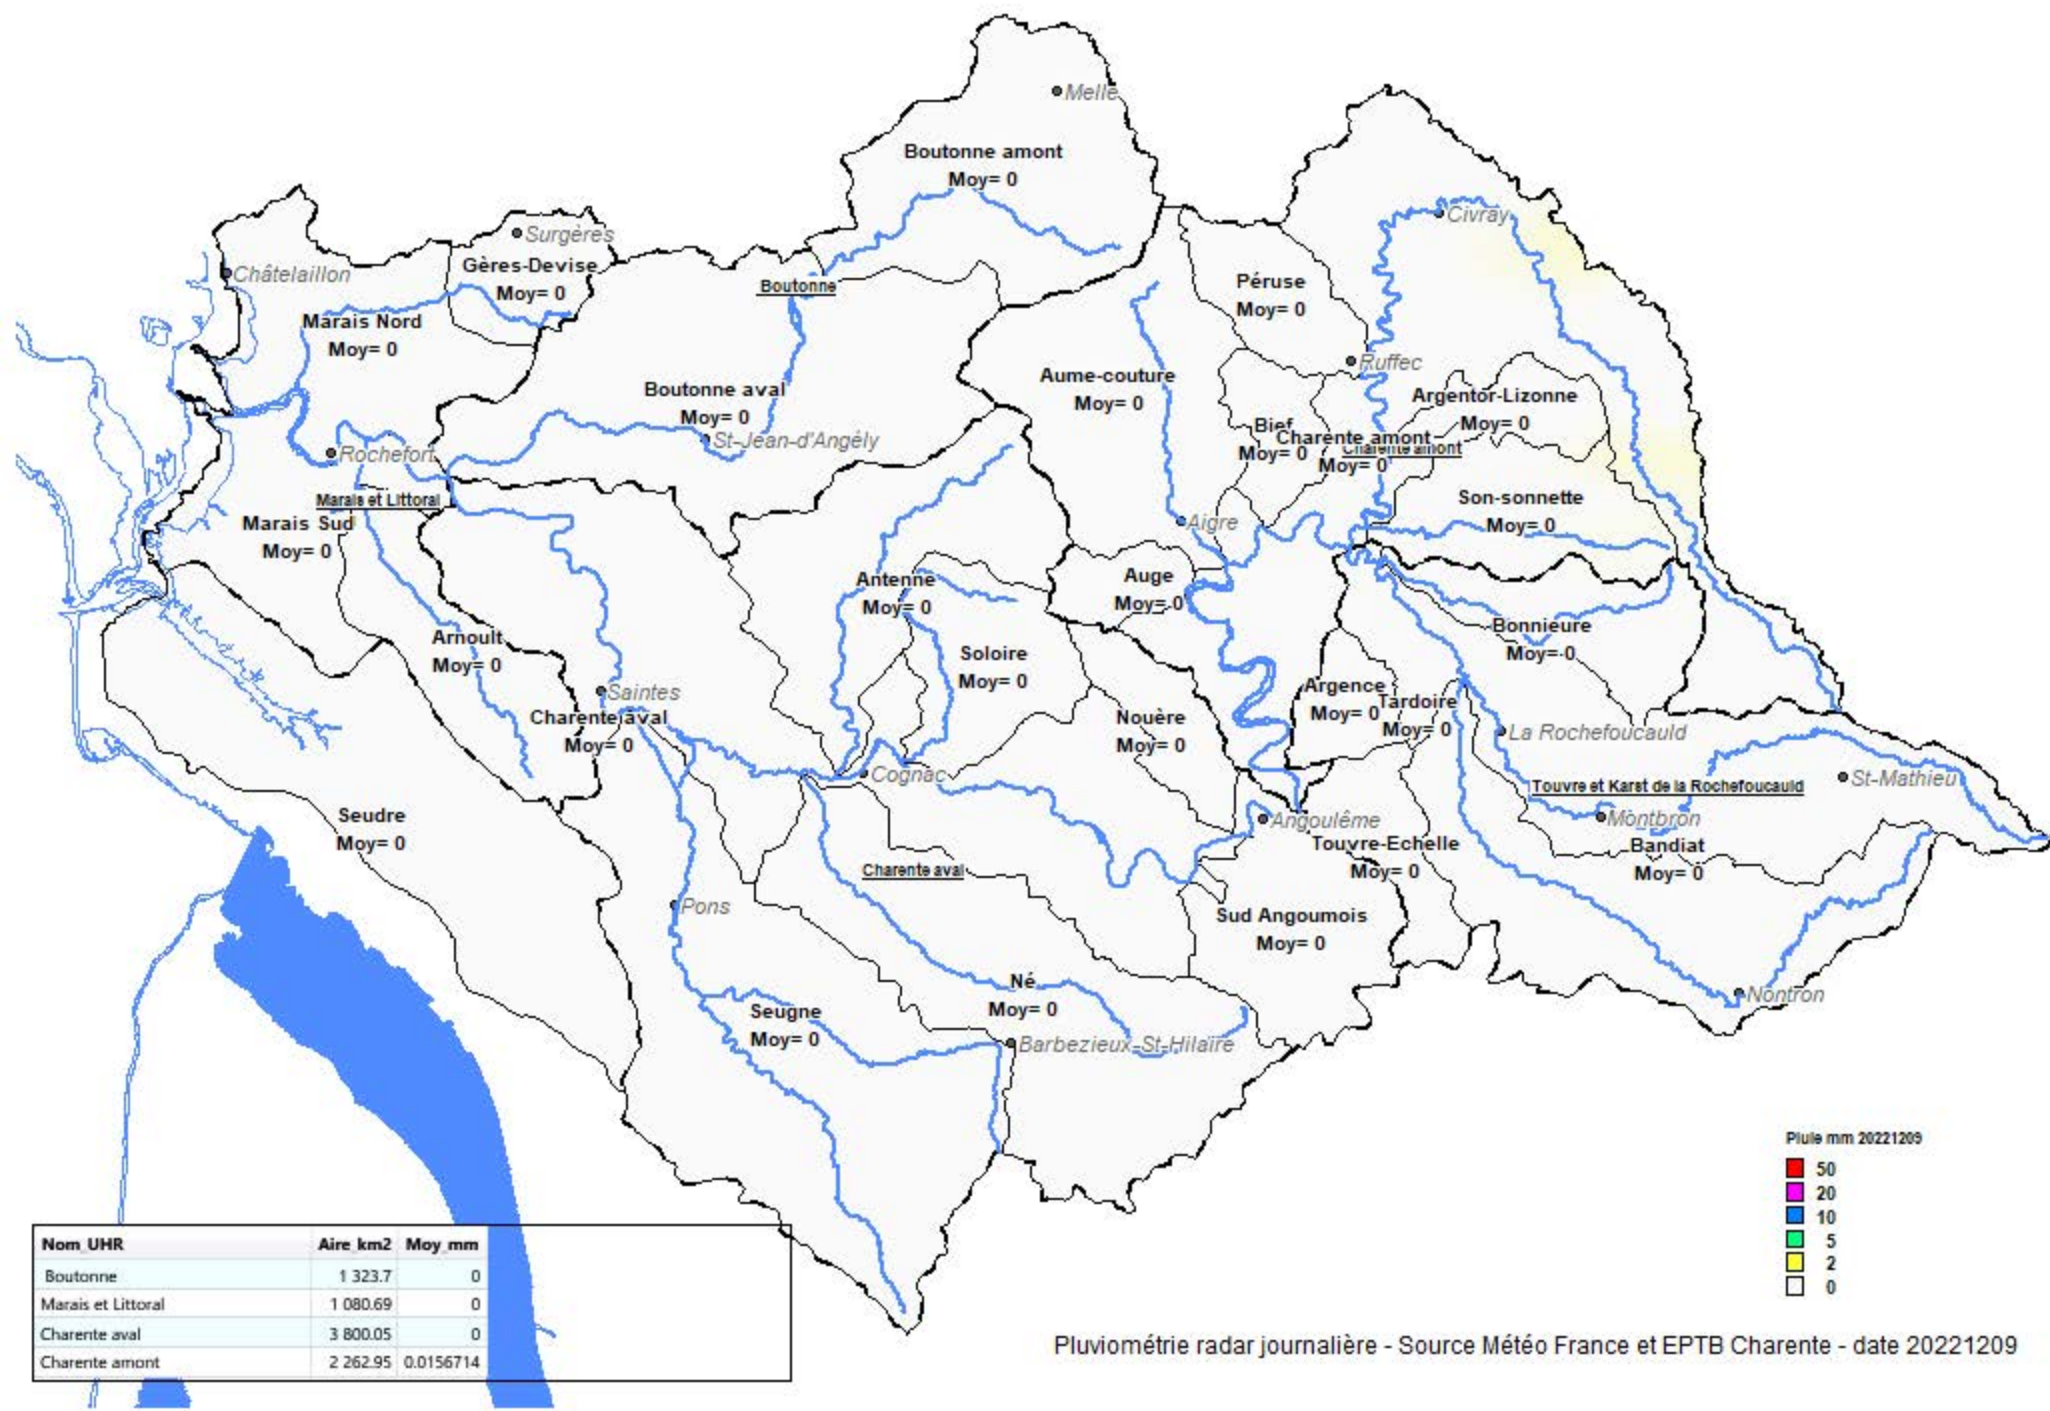 Melle
Boutonne amont
Moy= 0
Civray
Surgères
Châtelaillon
Gères-Devise
Moy= 0
Boutonne
Péruse
Moy= 0
Marais Nord
Moy= 0
Ruffec
Aume-couture
Moy= 0
Boutonne aval
Moy= 0
Argentor-Lizonne
Moy= 0
St-Jean-d'Angély
Bief
Moy= 0
Charente amont
Moy= 0
Charente amont
Rochefort
Marais et Littoral
Son-sonnette
Moy= 0
Marais Sud
Moy= 0
Aigre
Antenne
Moy= 0
Auge
Moy= 0
Bonnieure
Moy= 0
Arnoult
Moy= 0
Soloire
Moy= 0
Saintes
Argence
Moy= 0
Tardoire
Moy= 0
Charente aval
Moy= 0
Nouère
Moy= 0
La Rochefoucauld
Cognac
St-Mathieu
Touvre et Karst de la Rochefoucauld
Seudre
Moy= 0
Angoulême
Montbron
Touvre-Echelle
Moy= 0
Bandiat
Moy= 0
Charente aval
Pons
Sud Angoumois
Moy= 0
Né
Moy= 0
Nontron
Seugne
Moy= 0
Barbezieux-St-Hilaire
Pluie mm 20221209
50
20
10
5
2
0
Nom_UHR Aire_km2 Moy_mm
Boutonne 1 323.7 0
Marais et Littoral 1 080.69 0
Charente aval 3 800.05 0
Charente amont 2 262.95 0.0156714
Pluviométrie radar journalière - Source Météo France et EPTB Charente - date 20221209